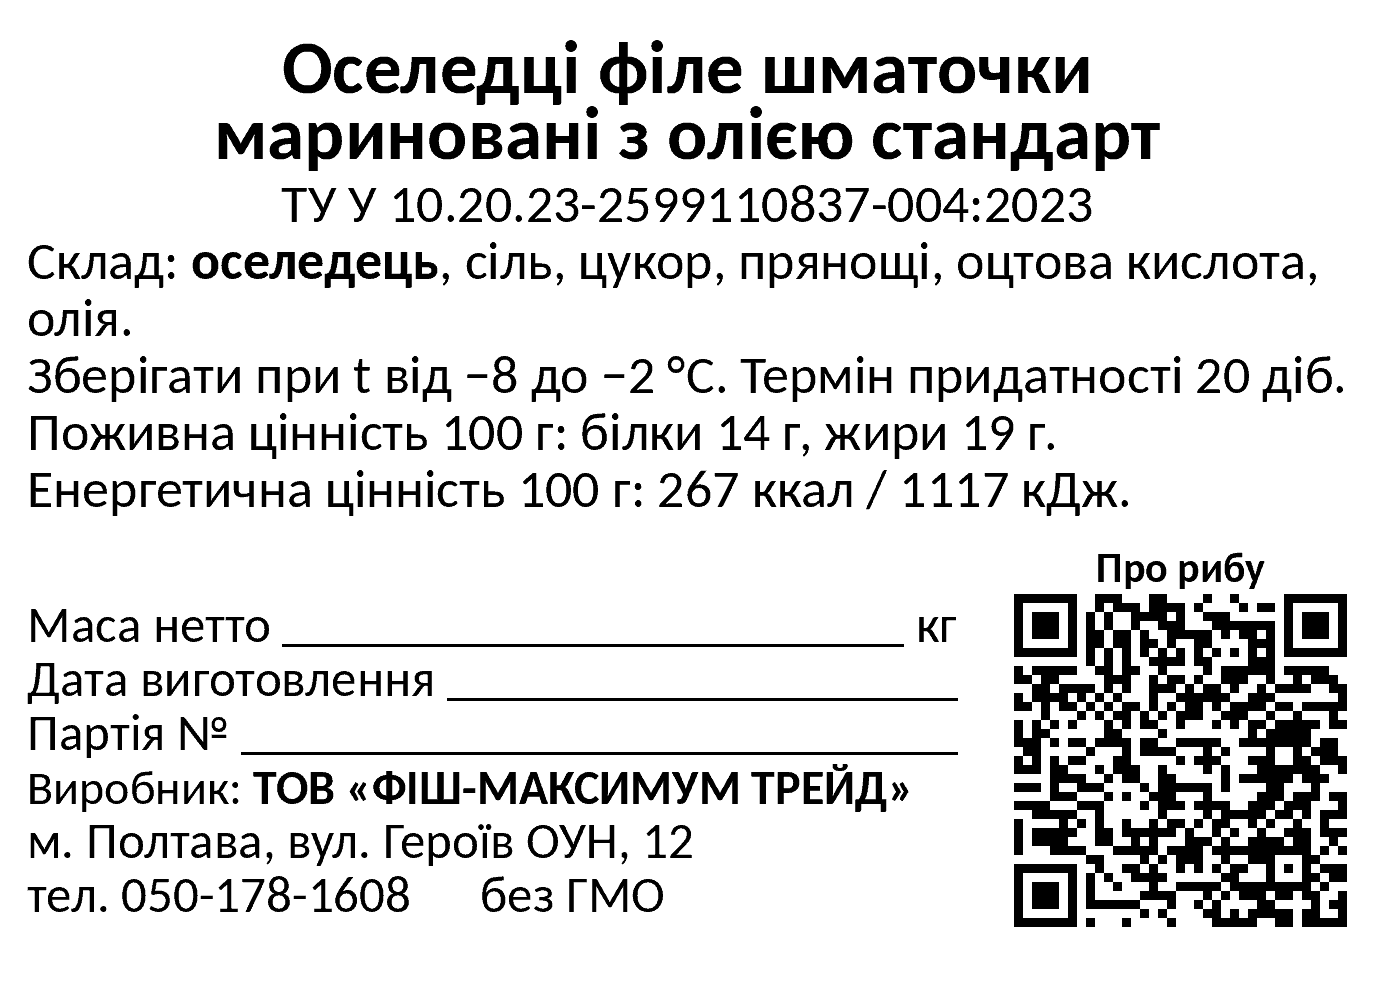 Оселедці філе шматочки
мариновані з олією стандарт
ТУ У 10.20.23-2599110837-004:2023
Склад: оселедець, сіль, цукор, прянощі, оцтова кислота,
олія.
Зберігати при t від −8 до −2 °C. Термін придатності 20 діб.
Поживна цінність 100 г: білки 14 г, жири 19 г.
Енергетична цінність 100 г: 267 ккал / 1117 кДж.
Маса нетто ____________________ кг
Дата виготовлення ____________________
Партія № ____________________
Виробник: ТОВ «ФІШ-МАКСИМУМ ТРЕЙД»
м. Полтава, вул. Героїв ОУН, 12
тел. 050-178-1608 без ГМО
Про рибу